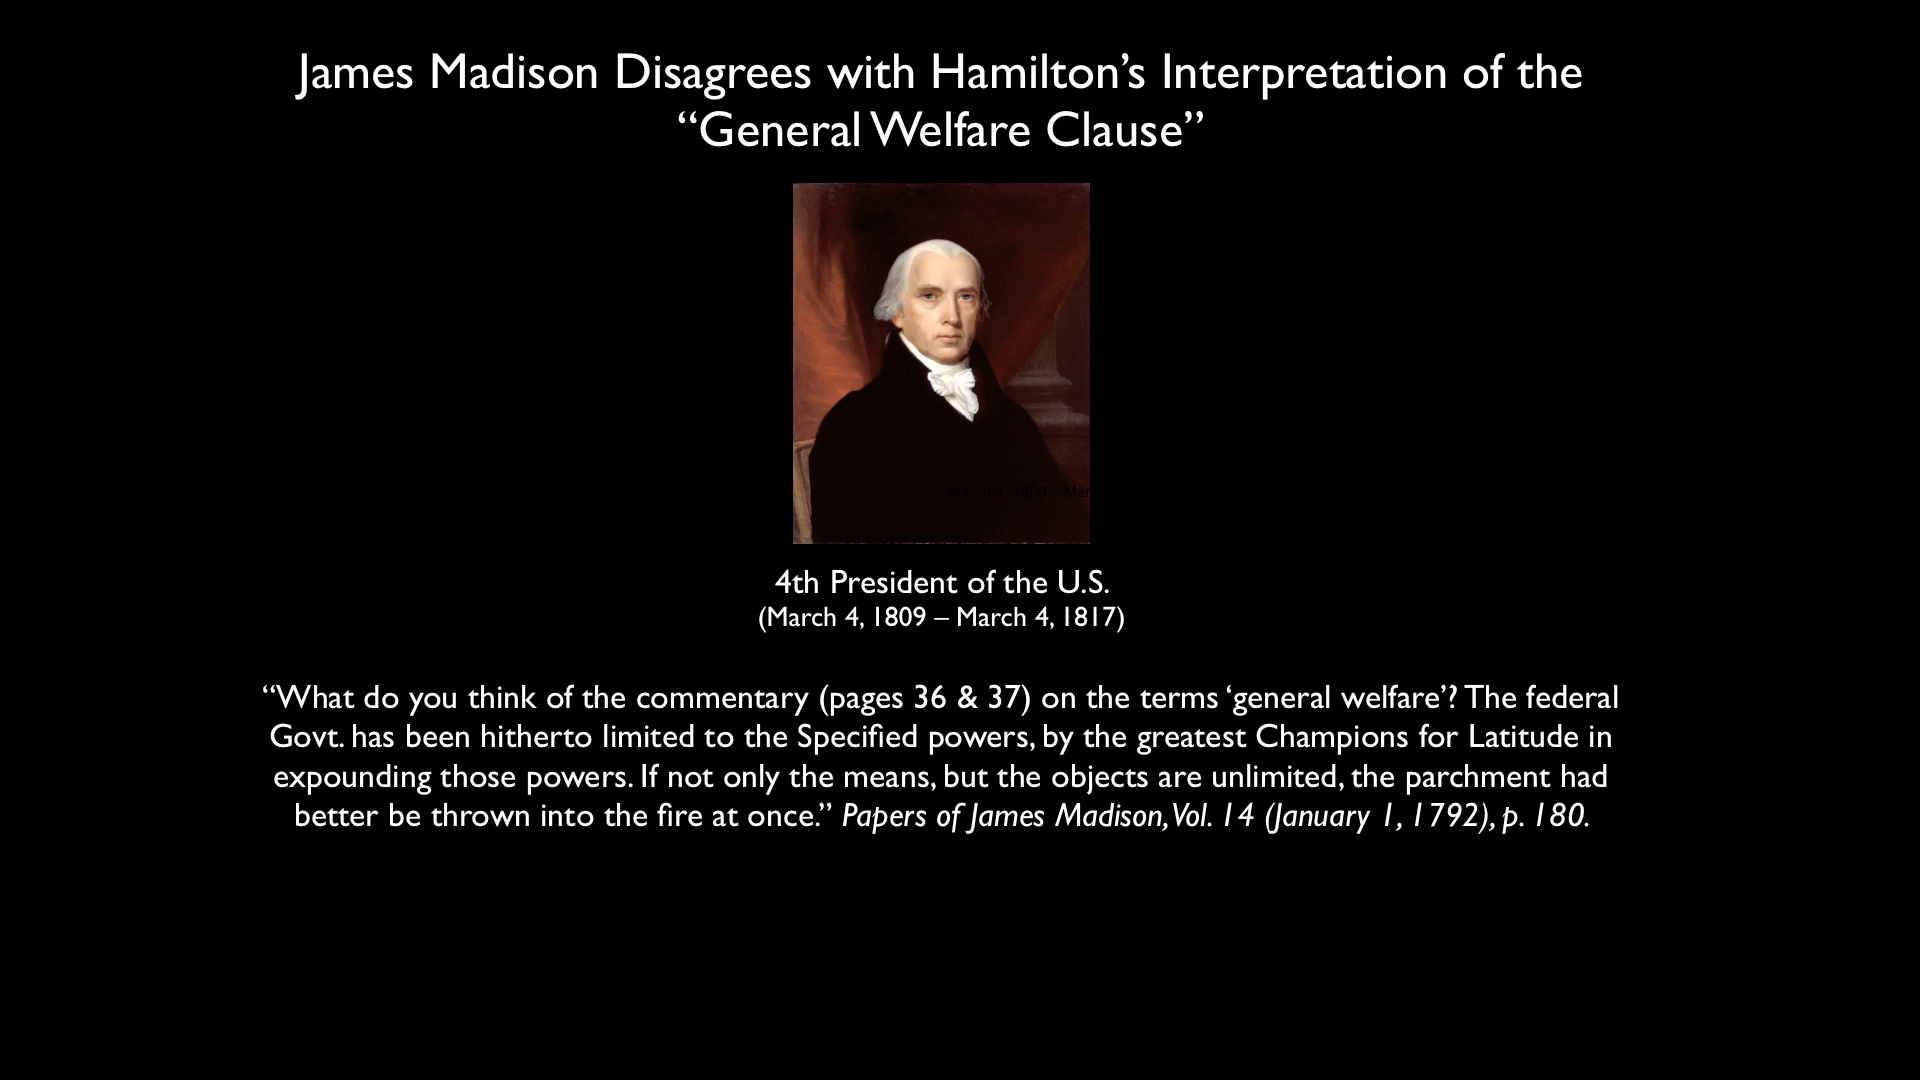 James Madison Disagrees with Hamilton’s Interpretation of the
“General Welfare Clause”
March 4, 1809 – Mar
4th President of the U.S.
(March 4, 1809 – March 4, 1817)
“What do you think of the commentary (pages 36 & 37) on the terms ‘general welfare’? The federal
Govt. has been hitherto limited to the Specified powers, by the greatest Champions for Latitude in
expounding those powers. If not only the means, but the objects are unlimited, the parchment had
better be thrown into the fire at once.” Papers of James Madison, Vol. 14 (January 1, 1792), p. 180.